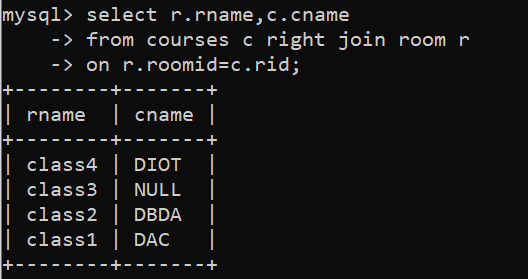 mysql> select r.rname,c.cname
    -> from courses c right join room r
    -> on r.roomid=c.rid;
+--------+-------+
| rname  | cname |
+--------+-------+
| class4 | DIOT  |
| class3 | NULL  |
| class2 | DBDA  |
| class1 | DAC   |
+--------+-------+